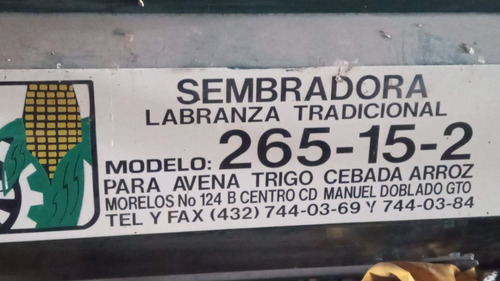 SEMBRADORA
LABRANZA TRADICIONAL
MODELO: 265-15-2
PARA AVENA TRIGO CEBADA ARROZ
MORELOS No 124 B CENTRO CD MANUEL DOBLADO GTO
TEL Y FAX (432) 744-03-69 Y 744-03-84